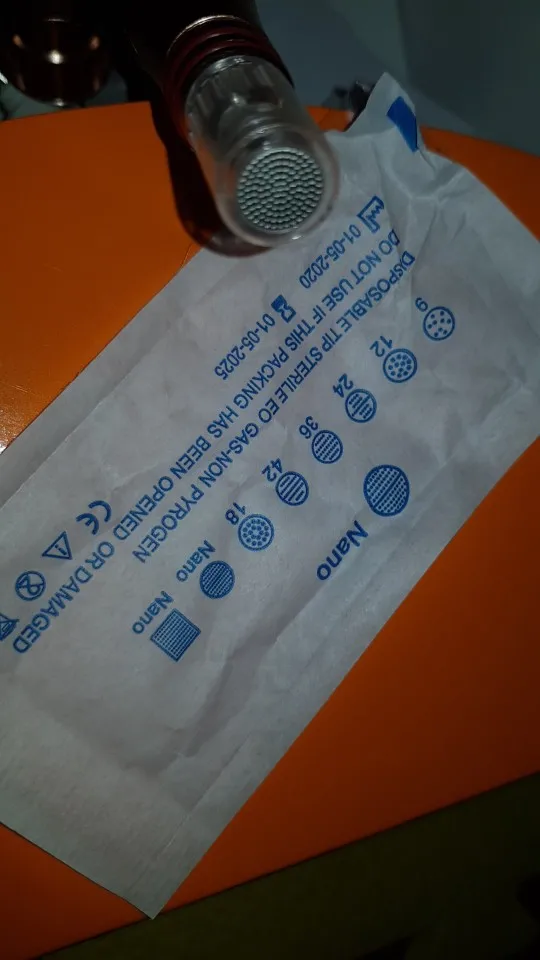 01-05-2020
01-05-2025
DO NOT USE IF THIS PACKING HAS BEEN OPENED OR DAMAGED
DISPOSABLE TIP STERILE EO GAS-NON PYROGEN
CE
9
12
24
36
42
18
Nano
Nano
Nano